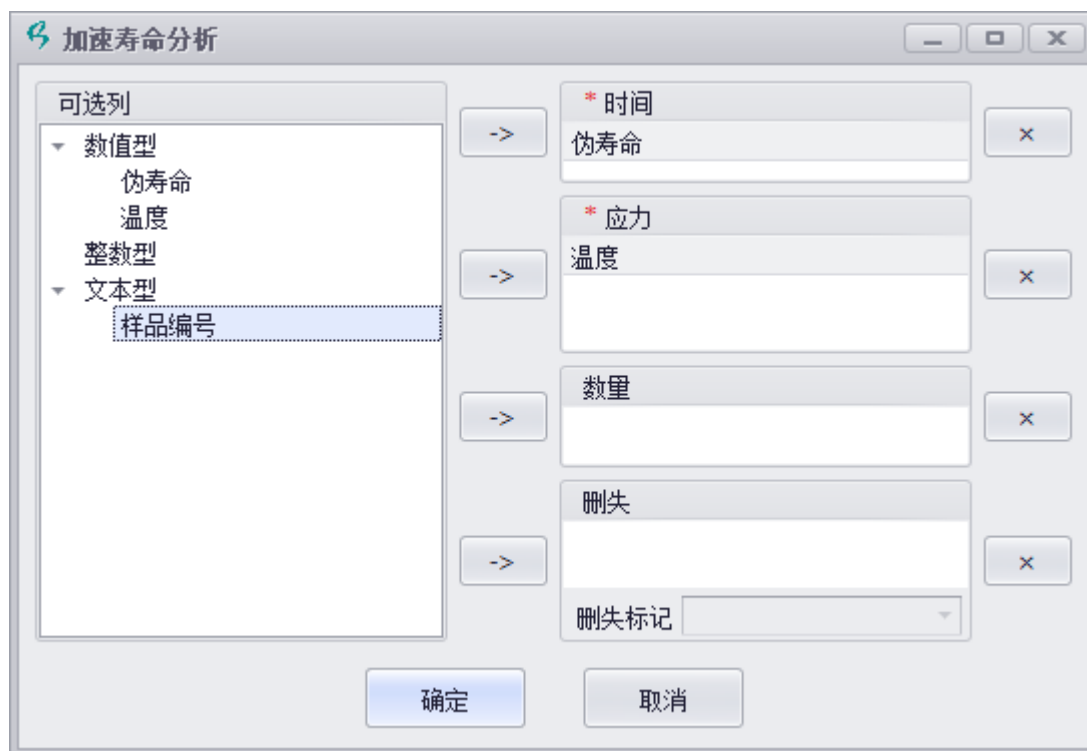 加速寿命分析
可选列
数值型
伪寿命
温度
整数型
文本型
样品编号
->
* 时间
伪寿命
×
->
* 应力
温度
×
->
数量
×
->
删失
删失标记
×
确定
取消